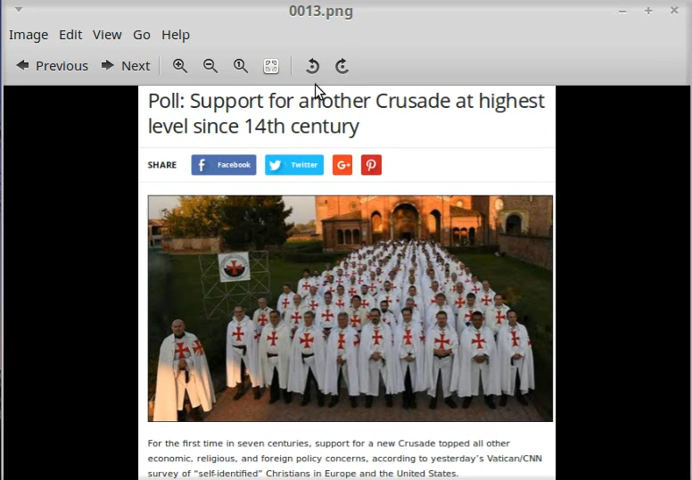 0013.png
Image Edit View Go Help
Previous Next
Poll: Support for another Crusade at highest
level since 14th century
SHARE Facebook Twitter G+
For the first time in seven centuries, support for a new Crusade topped all other
economic, religious, and foreign policy concerns, according to yesterday's Vatican/CNN
survey of "self-identified" Christians in Europe and the United States.